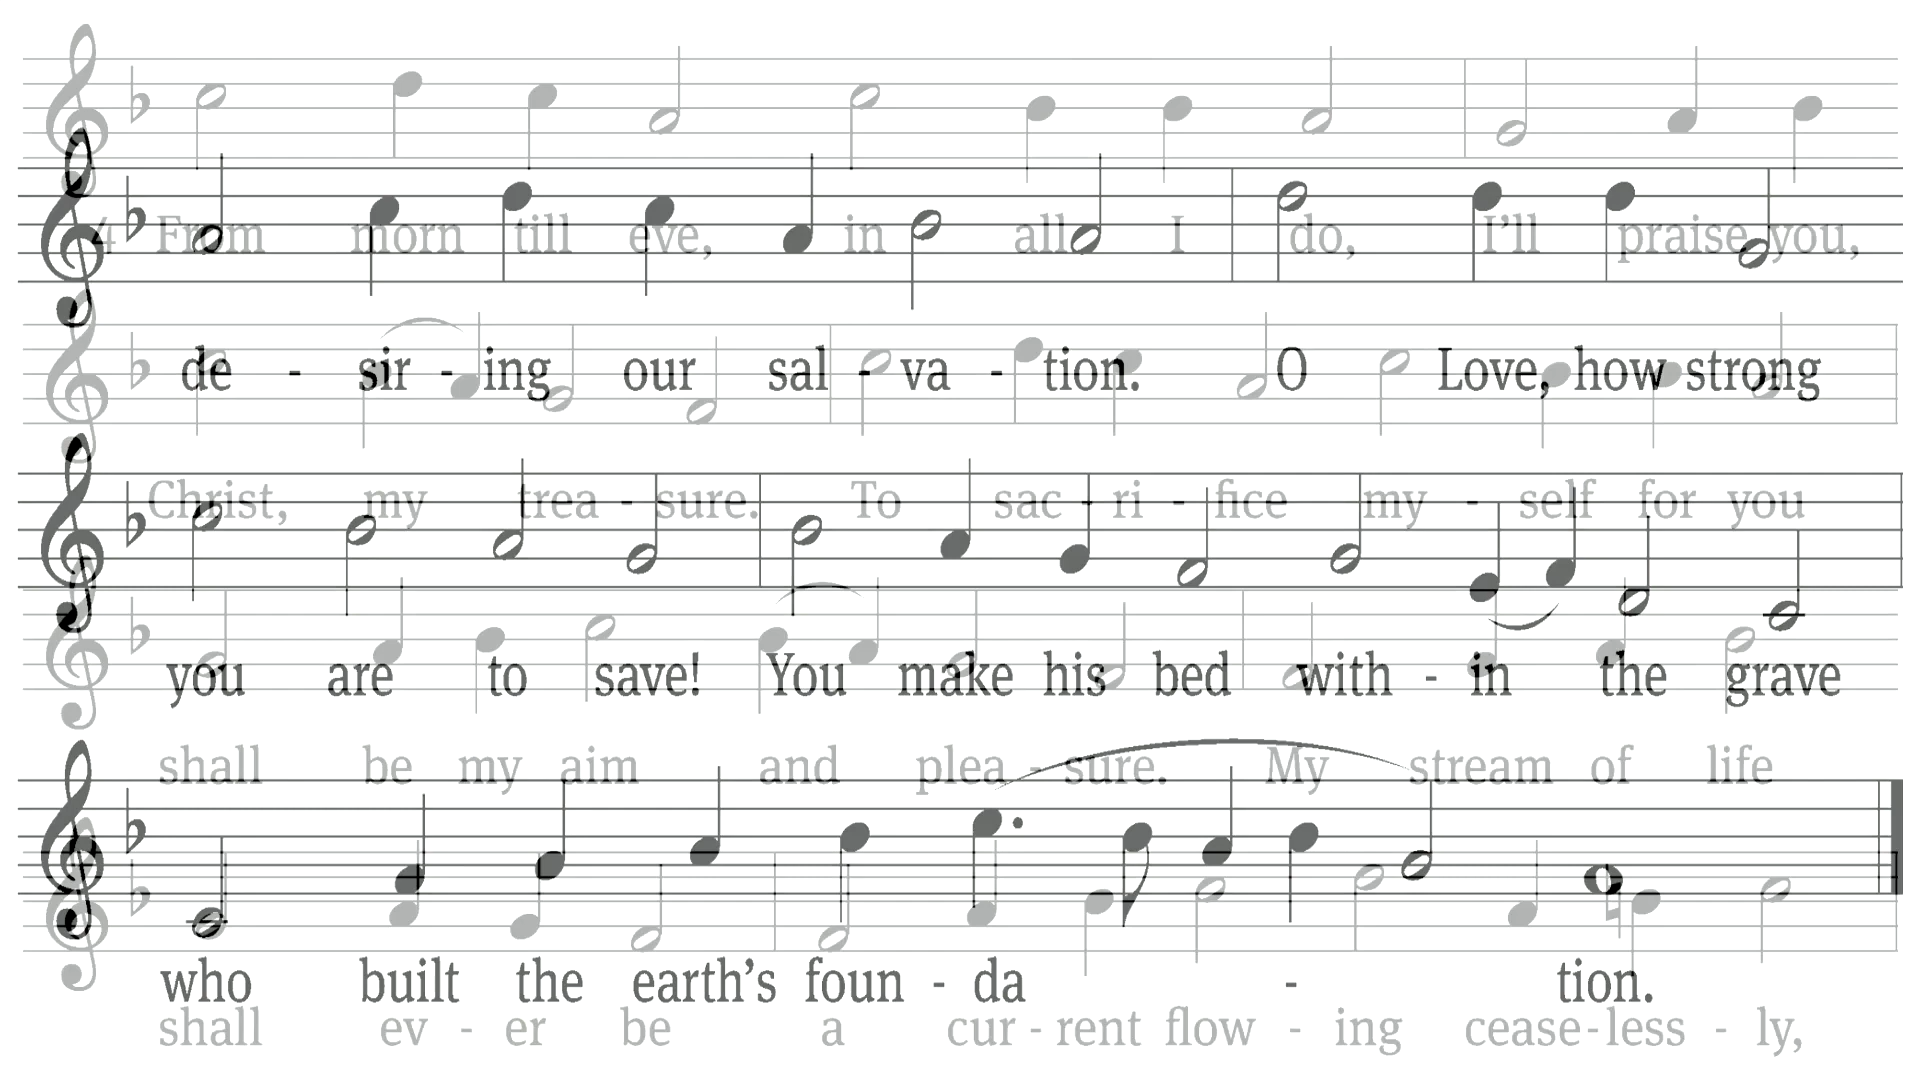 4 From morn till eve, in all I do, I’ll praise you,
de - sir - ing our sal - va - tion. O Love, how strong
Christ, my trea - sure. To sac - ri - fice my - self for you
you are to save! You make his bed with - in the grave
shall be my aim and plea - sure. My stream of life
who built the earth’s foun - da - tion.
shall ev - er be a cur - rent flow - ing cease - less - ly,